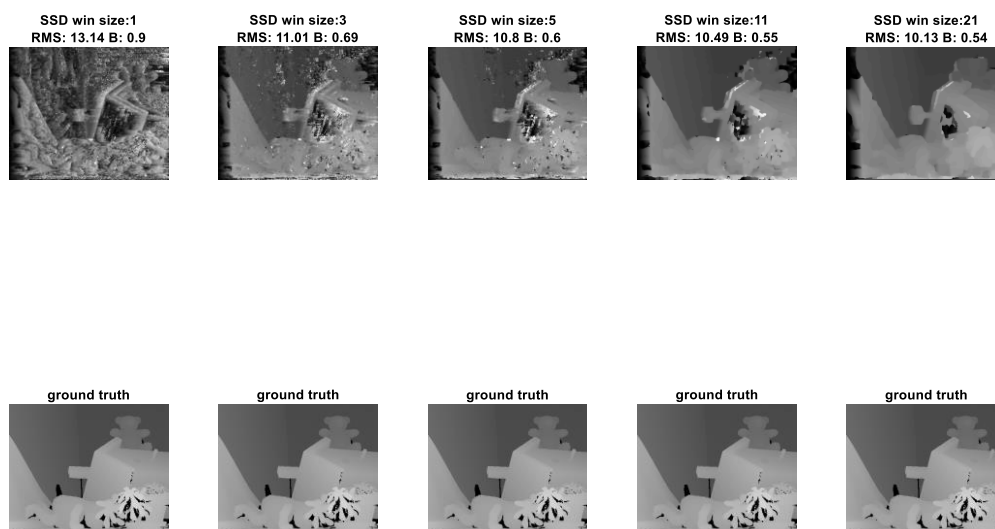 SSD win size:1
RMS: 13.14 B: 0.9
SSD win size:3
RMS: 11.01 B: 0.69
SSD win size:5
RMS: 10.8 B: 0.6
SSD win size:11
RMS: 10.49 B: 0.55
SSD win size:21
RMS: 10.13 B: 0.54
ground truth
ground truth
ground truth
ground truth
ground truth